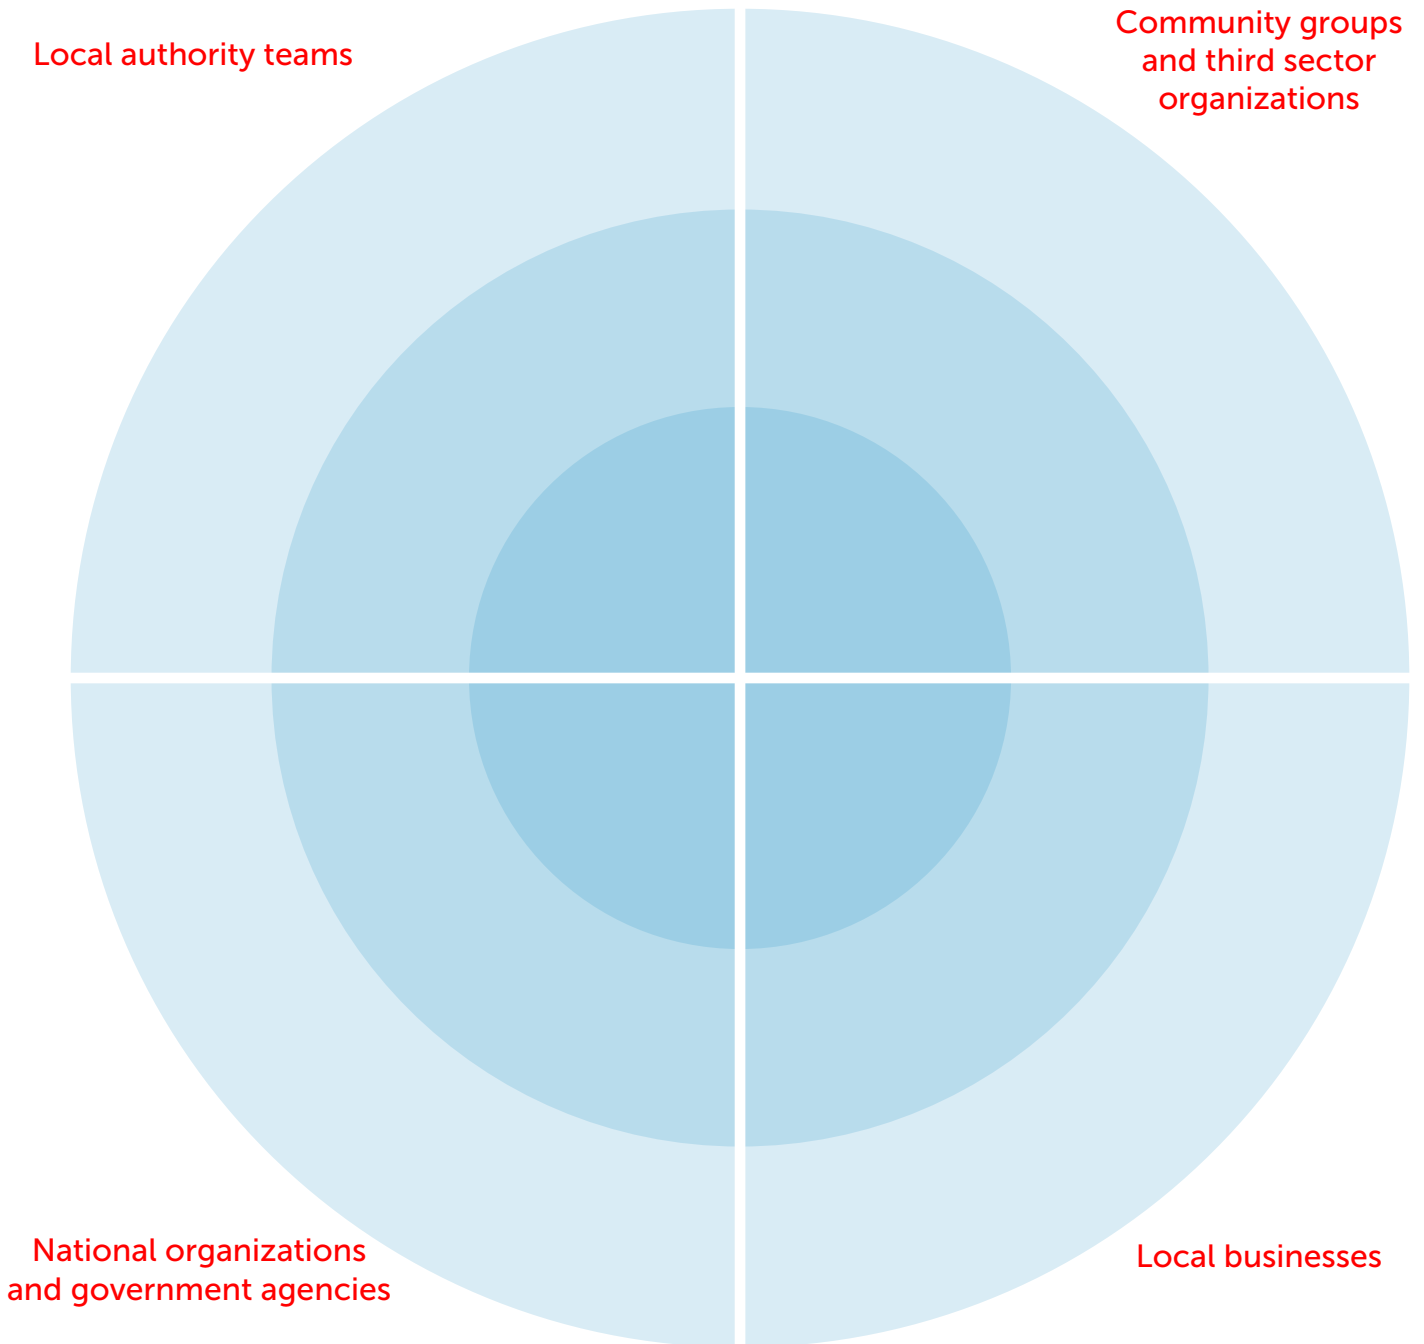 Local authority teams
Community groups
and third sector
organizations
National organizations
and government agencies
Local businesses